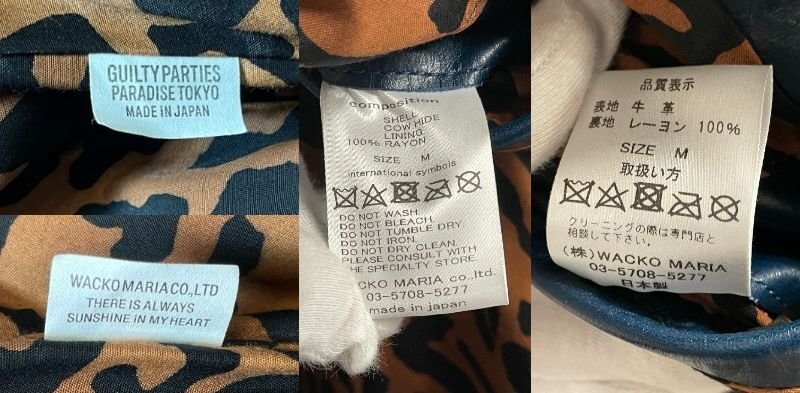 GUILTY PARTIES
PARADISE TOKYO
MADE IN JAPAN
WACKO MARIA CO., LTD
THERE IS ALWAYS
SUNSHINE IN MY HEART
composition
SHELL
COW HIDE
LINING
100% RAYON
SIZE M
international symbols
DO NOT WASH.
DO NOT BLEACH.
DO NOT TUMBLE DRY.
DO NOT IRON.
DO NOT DRY CLEAN.
PLEASE CONSULT WITH
THE SPECIALTY STORE.
WACKO MARIA co.,ltd.
03-5708-5277
made in japan
品質表示
表地 牛革
裏地 レーヨン 100%
SIZE M
取扱い方
クリーニングの際は専門店と
相談して下さい。
(株) WACKO MARIA
03-5708-5277
日本製